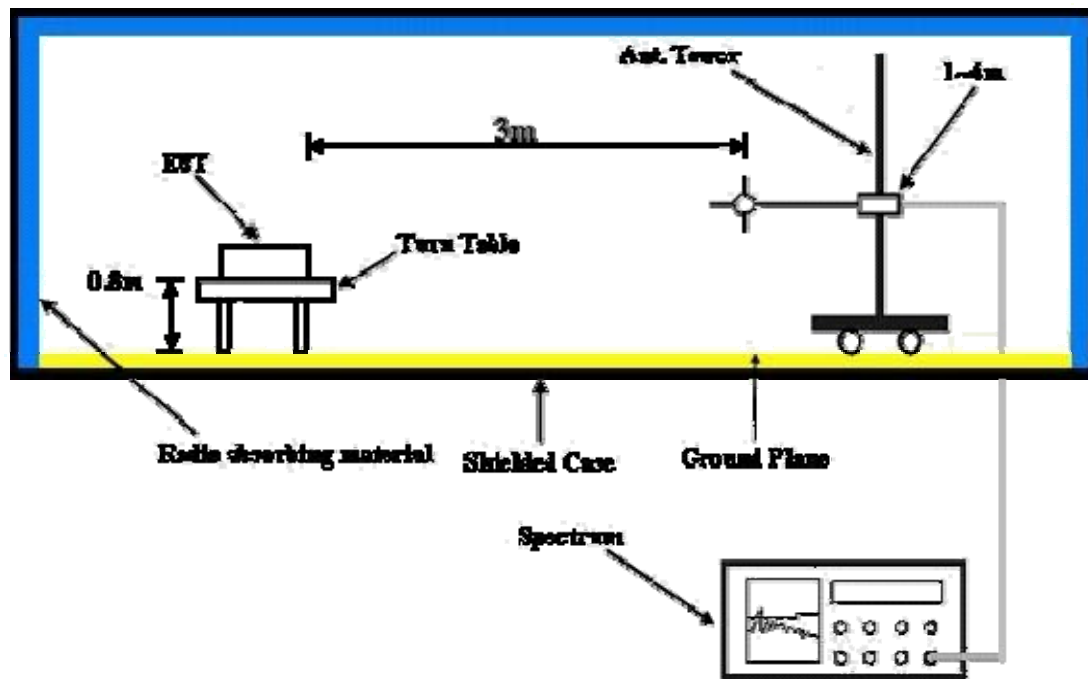 Ant. Tower
1-4m
3m
Turn Table
0.8m
Radio absorbing material
Shielded Case
Ground Plane
Spectrum